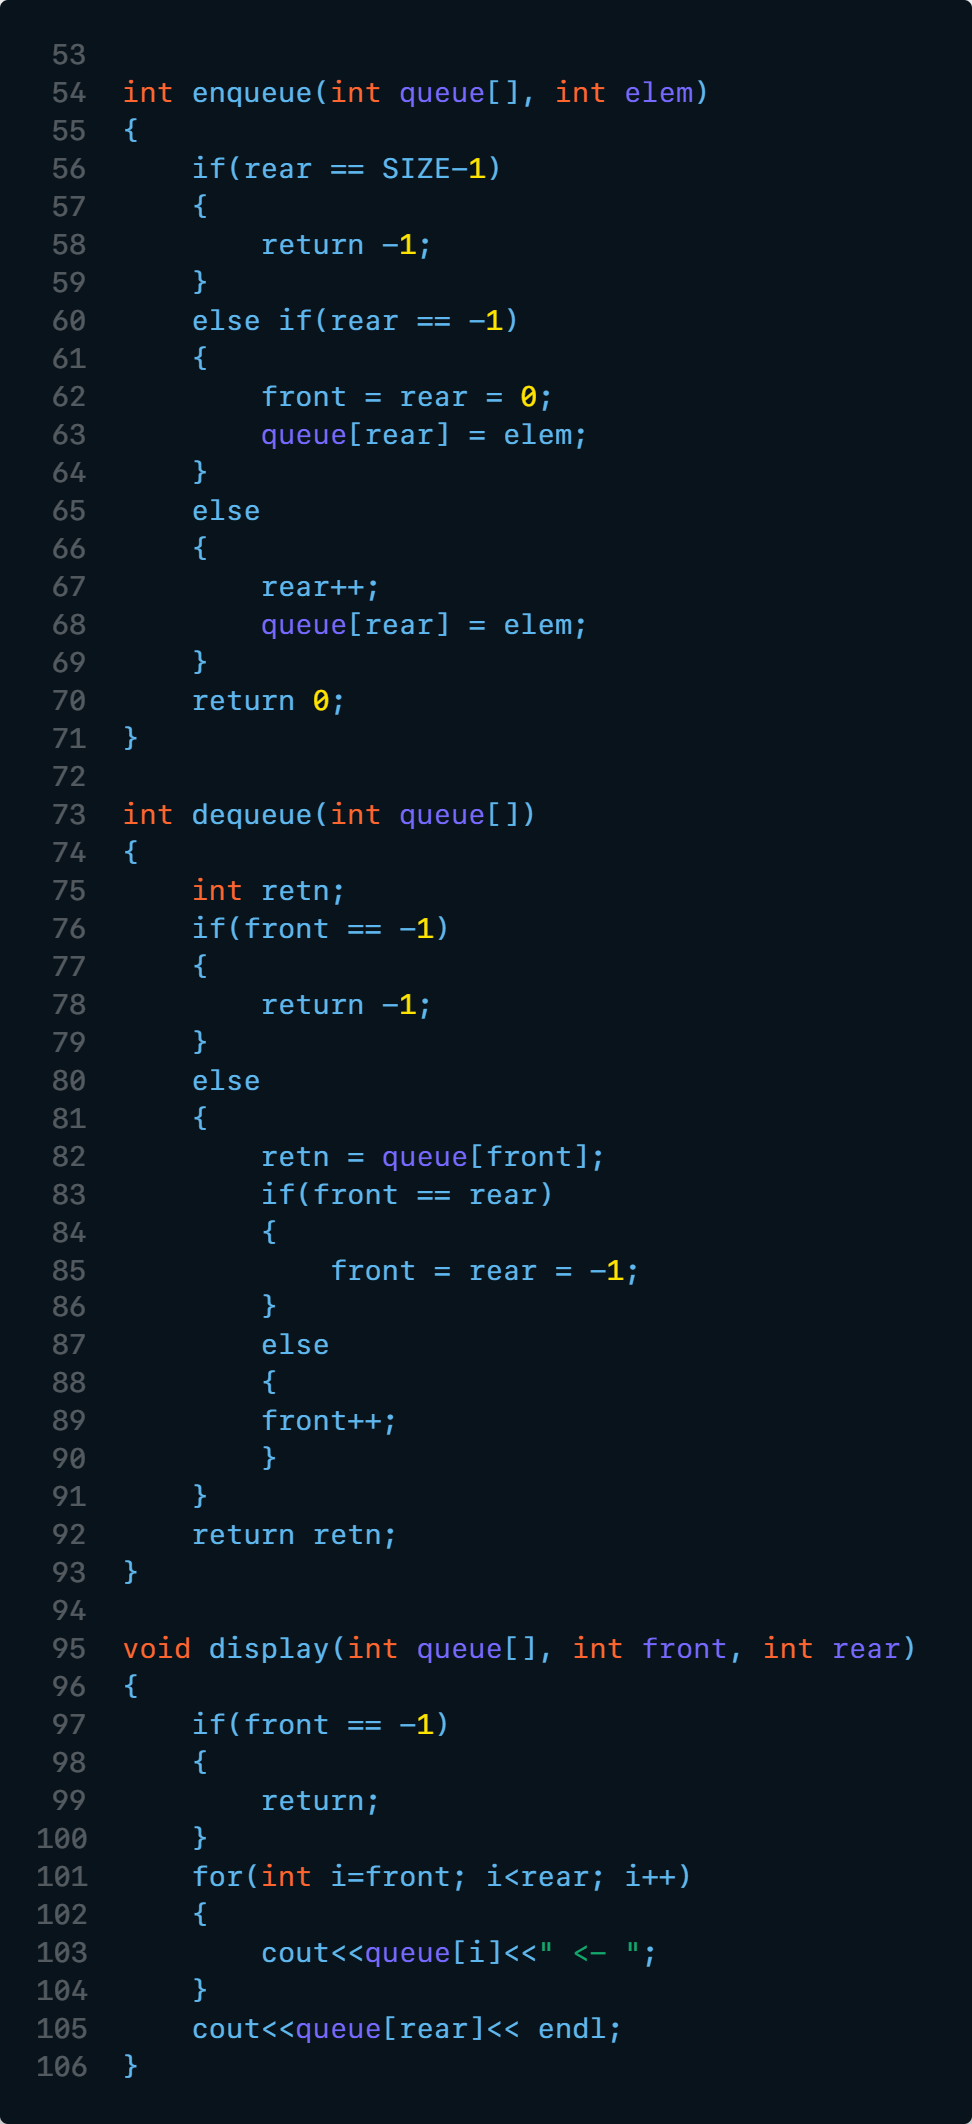 53
54 int enqueue(int queue[], int elem)
55 {
56     if(rear == SIZE-1)
57     {
58         return -1;
59     }
60     else if(rear == -1)
61     {
62         front = rear = 0;
63         queue[rear] = elem;
64     }
65     else
66     {
67         rear++;
68         queue[rear] = elem;
69     }
70     return 0;
71 }
72
73 int dequeue(int queue[])
74 {
75     int retn;
76     if(front == -1)
77     {
78         return -1;
79     }
80     else
81     {
82         retn = queue[front];
83         if(front == rear)
84         {
85             front = rear = -1;
86         }
87         else
88         {
89         front++;
90         }
91     }
92     return retn;
93 }
94
95 void display(int queue[], int front, int rear)
96 {
97     if(front == -1)
98     {
99         return;
100     }
101     for(int i=front; i<rear; i++)
102     {
103         cout<<queue[i]<<" <- ";
104     }
105     cout<<queue[rear]<< endl;
106 }